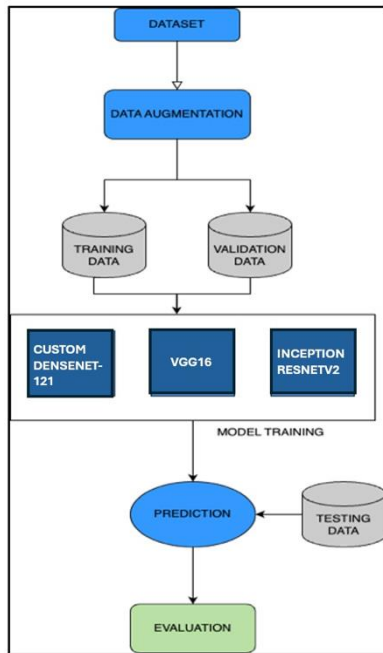 DATASET
DATA AUGMENTATION
TRAINING
DATA
VALIDATION
DATA
CUSTOM
DENSENET-
121
VGG16
INCEPTION
RESNETV2
MODEL TRAINING
PREDICTION
TESTING
DATA
EVALUATION